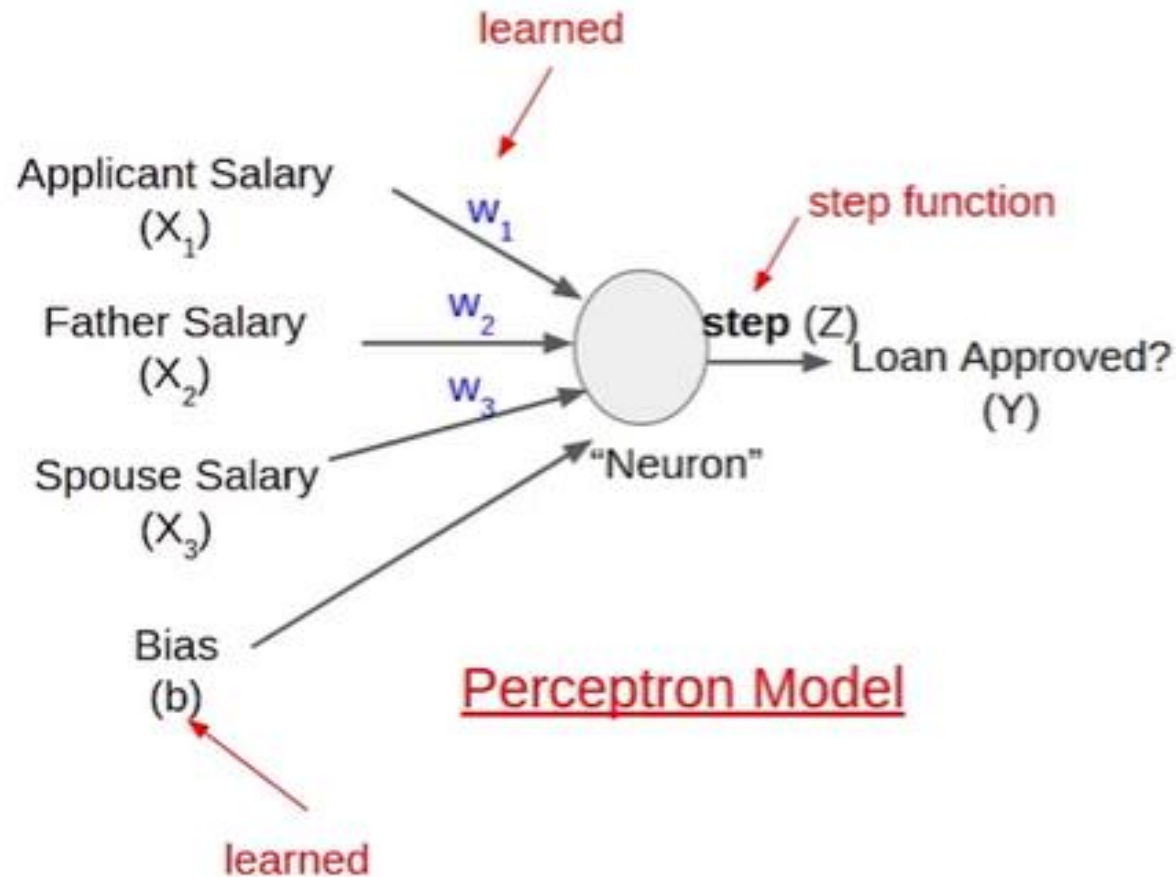 learned
Applicant Salary
(X₁)
w₁
step function
Father Salary
(X₂)
w₂
step (Z)
Loan Approved?
(Y)
w₃
"Neuron"
Spouse Salary
(X₃)
Bias
(b)
Perceptron Model
learned